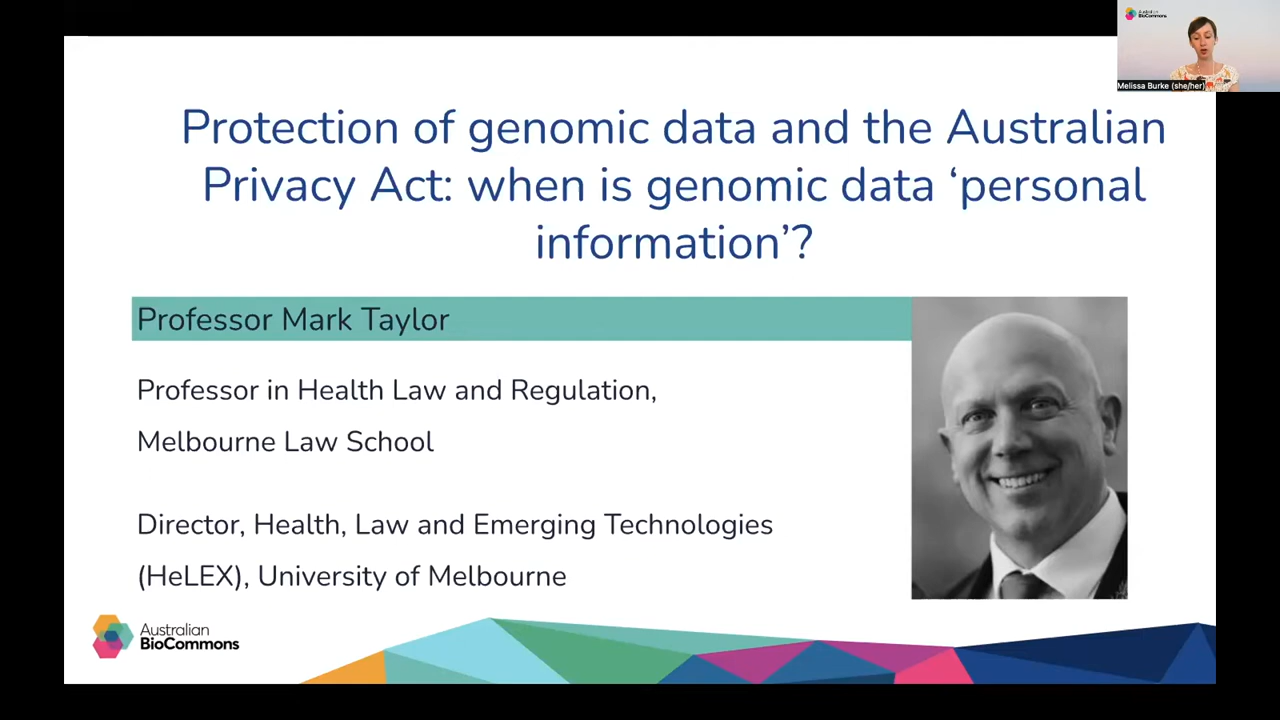 Australian
BioCommons
Melissa Burke (she/her)
Protection of genomic data and the Australian
Privacy Act: when is genomic data ‘personal
information’?
Professor Mark Taylor
Professor in Health Law and Regulation,
Melbourne Law School
Director, Health, Law and Emerging Technologies
(HeLEX), University of Melbourne
Australian
BioCommons